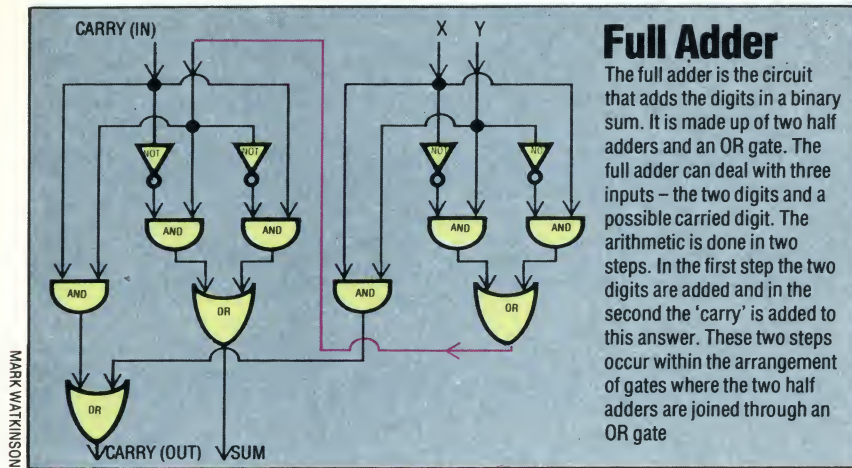 CARRY (IN)
X Y
Full Adder
The full adder is the circuit
that adds the digits in a binary
sum. It is made up of two half
adders and an OR gate. The
full adder can deal with three
inputs – the two digits and a
possible carried digit. The
arithmetic is done in two
steps. In the first step the two
digits are added and in the
second the 'carry' is added to
this answer. These two steps
occur within the arrangement
of gates where the two half
adders are joined through an
OR gate
NOT NOT NOT NO
AND AND AND AND
AND OR AND OR
OR
CARRY (OUT) SUM
MARK WATKINSON